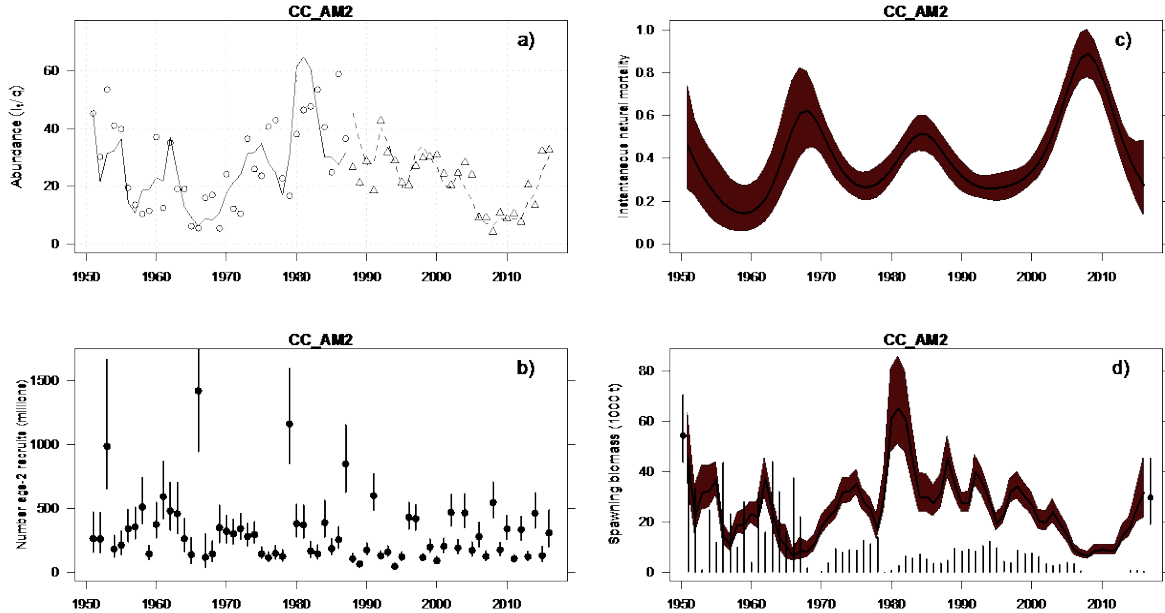 CC_AM2
a)
Abundance (It/q)
60
40
20
0
1950 1960 1970 1980 1990 2000 2010
CC_AM2
c)
Instentaneous natural mortelity
1.0
0.8
0.6
0.4
0.2
0.0
1950 1960 1970 1980 1990 2000 2010
CC_AM2
b)
Number age-2 recruits (millions)
1500
1000
500
0
1950 1960 1970 1980 1990 2000 2010
CC_AM2
d)
Spawning biomass (1000 t)
80
60
40
20
0
1950 1960 1970 1980 1990 2000 2010